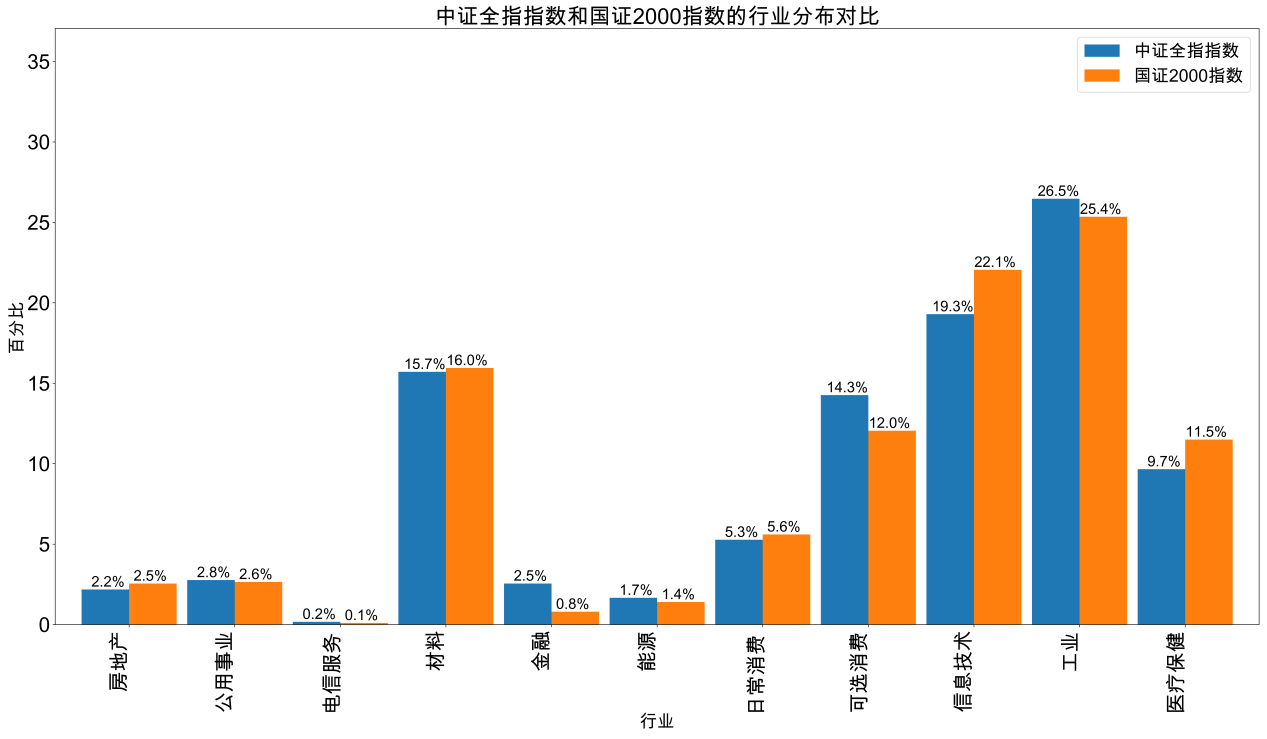 中证全指指数和国证2000指数的行业分布对比
中证全指指数
国证2000指数
百分比
35
30
25
20
15
10
5
0
2.2%
2.5%
2.8%
2.6%
0.2%
0.1%
15.7%
16.0%
2.5%
0.8%
1.7%
1.4%
5.3%
5.6%
14.3%
12.0%
19.3%
22.1%
26.5%
25.4%
9.7%
11.5%
房地产
公用事业
电信服务
材料
金融
能源
日常消费
可选消费
信息技术
工业
医疗保健
行业